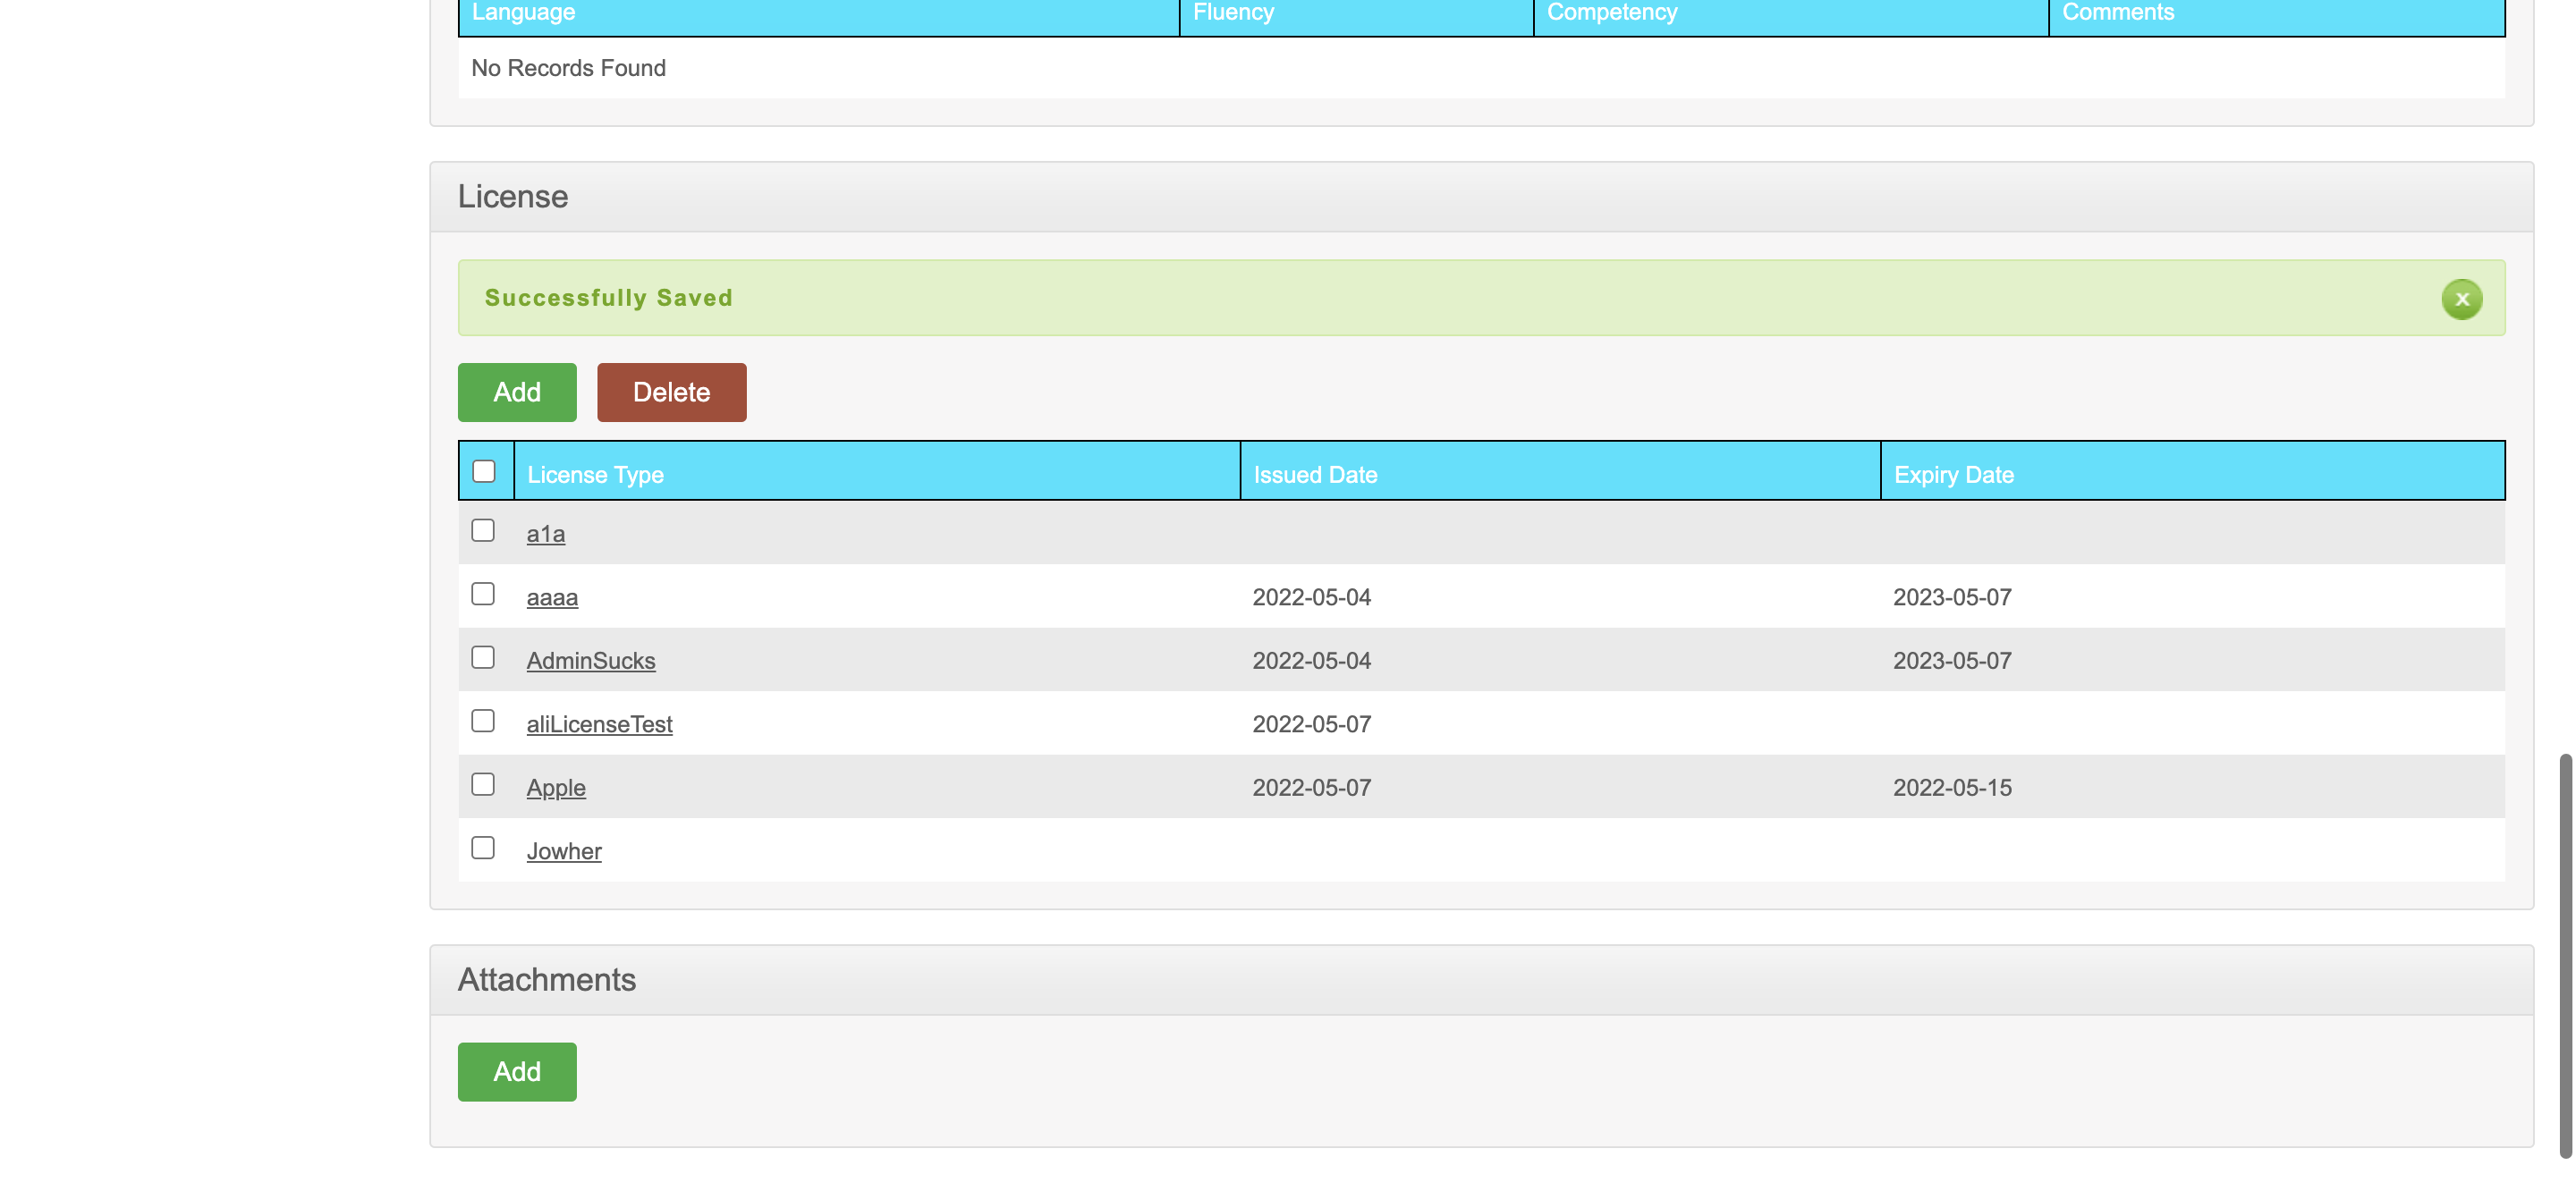 Language Fluency Competency Comments
No Records Found
License
Successfully Saved x
Add Delete
License Type Issued Date Expiry Date
a1a
aaaa 2022-05-04 2023-05-07
AdminSucks 2022-05-04 2023-05-07
aliLicenseTest 2022-05-07
Apple 2022-05-07 2022-05-15
Jowher
Attachments
Add